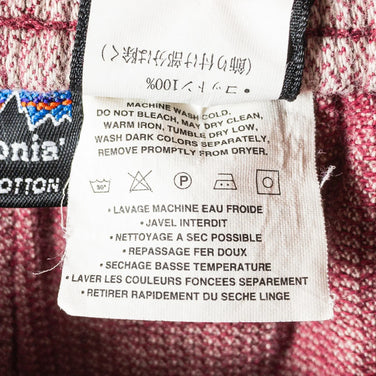 (飾り付け部分は除く)
・コットン100%
onia®
OTTON
MACHINE WASH COLD,
DO NOT BLEACH, MAY DRY CLEAN,
WARM IRON, TUMBLE DRY LOW,
WASH DARK COLORS SEPARATELY,
REMOVE PROMPTLY FROM DRYER.
30°
P
• LAVAGE MACHINE EAU FROIDE
• JAVEL INTERDIT
• NETTOYAGE A SEC POSSIBLE
• REPASSAGE FER DOUX
• SECHAGE BASSE TEMPERATURE
• LAVER LES COULEURS FONCEES SEPAREMENT
• RETIRER RAPIDEMENT DU SECHE LINGE